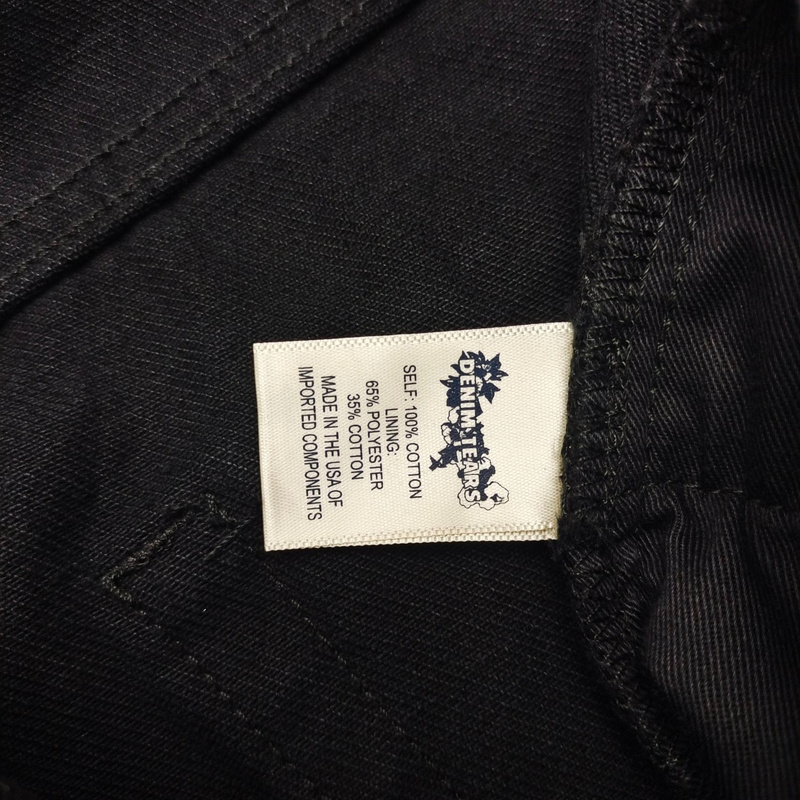 DENIM TEARS
SELF: 100% COTTON
LINING:
65% POLYESTER
35% COTTON
MADE IN THE USA OF
IMPORTED COMPONENTS